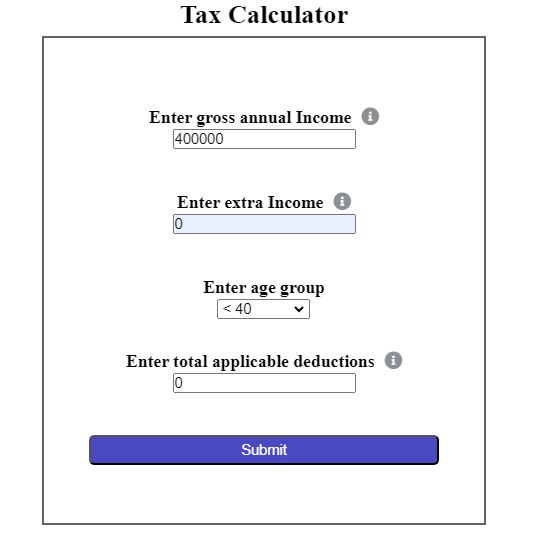 Tax Calculator
Enter gross annual Income
400000
Enter extra Income
0
Enter age group
< 40
Enter total applicable deductions
0
Submit